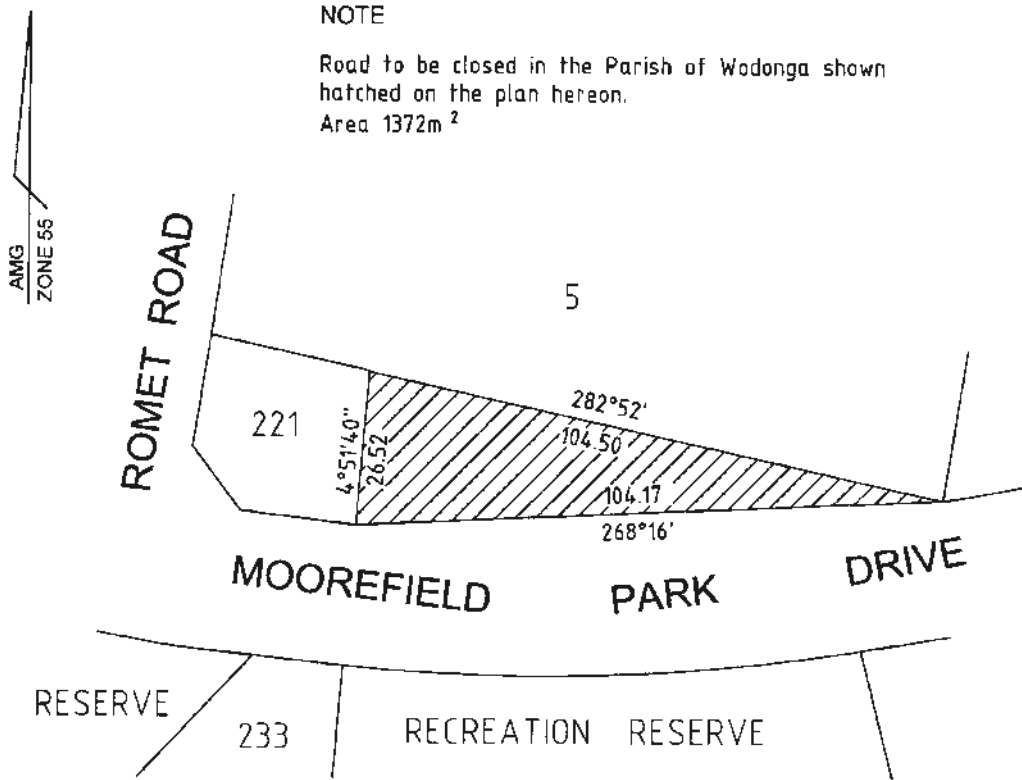 NOTE
Road to be closed in the Parish of Wodonga shown
hatched on the plan hereon.
Area 1372m²
AMG
ZONE 55
ROMET ROAD
5
221
4°51'40"
26.52
282°52'
104.50
104.17
268°16'
MOOREFIELD PARK DRIVE
RESERVE
233
RECREATION RESERVE